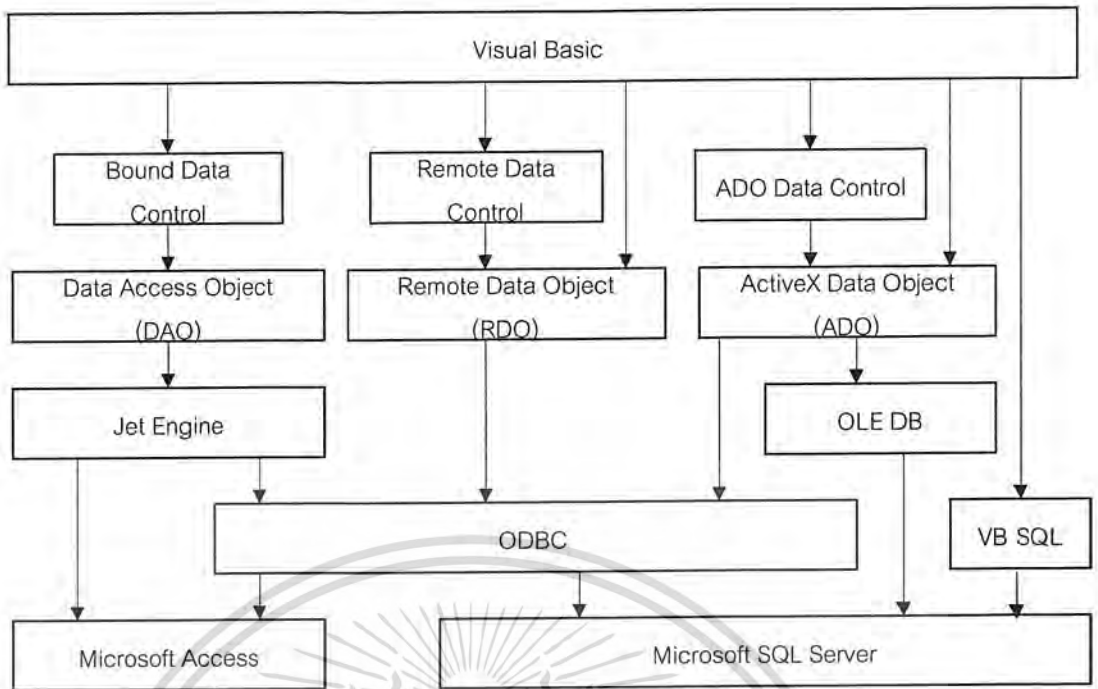 Visual Basic
Bound Data
Control
Remote Data
Control
ADO Data Control
Data Access Object
(DAO)
Remote Data Object
(RDO)
ActiveX Data Object
(ADO)
Jet Engine
OLE DB
ODBC
VB SQL
Microsoft Access
Microsoft SQL Server